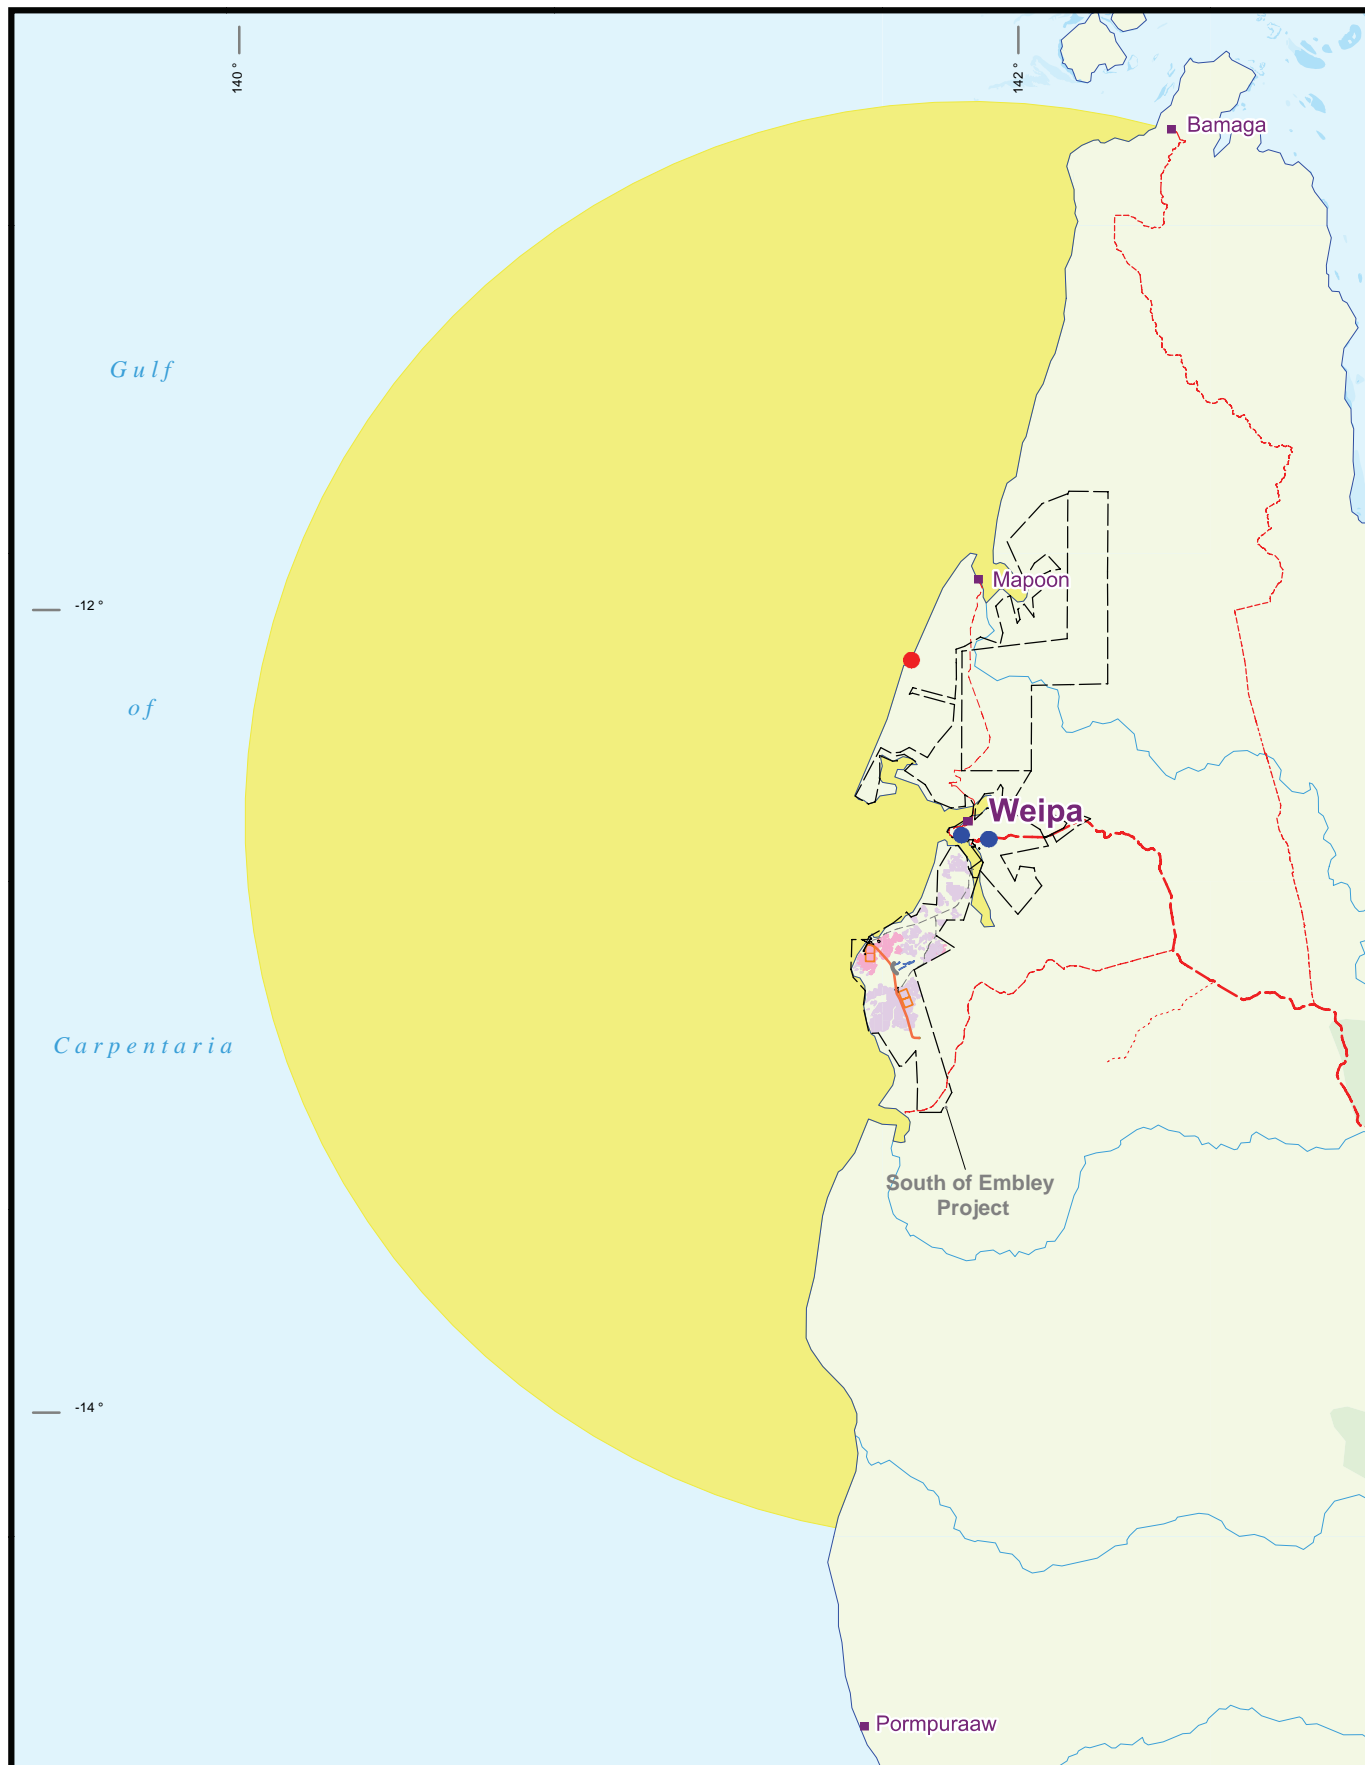 140 °
142 °
Bamaga
Gulf
Mapoon
-12 °
of
Weipa
Carpentaria
South of Embley
Project
-14 °
Pormpuraaw